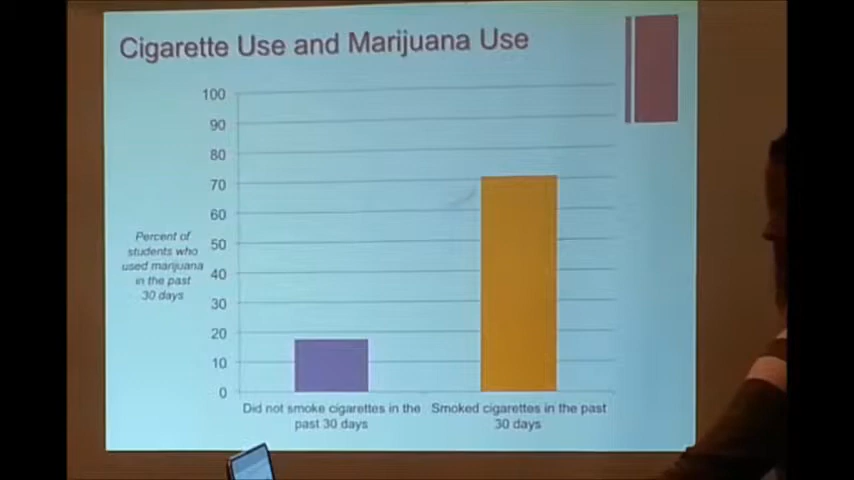 Cigarette Use and Marijuana Use
100
90
80
70
60
50
40
30
20
10
0
Percent of
students who
used marijuana
in the past
30 days
Did not smoke cigarettes in the
past 30 days
Smoked cigarettes in the past
30 days